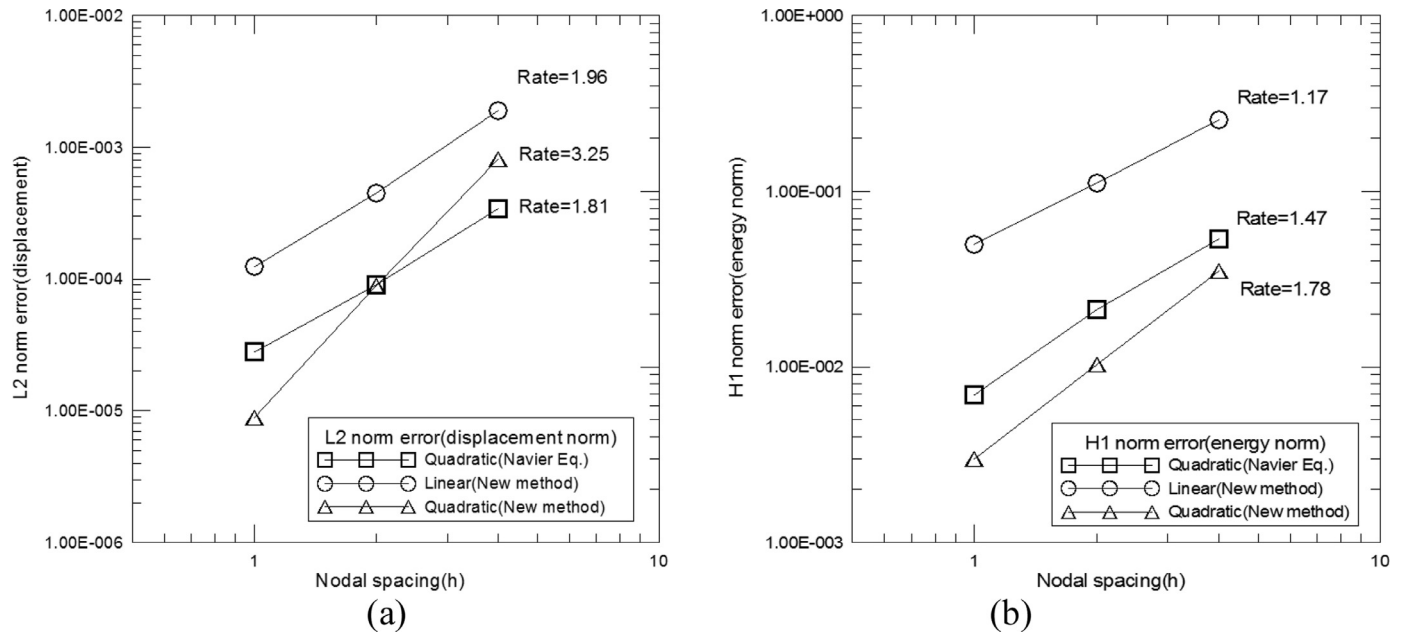 1.00E-002
Rate=1.96
1.00E-003
Rate=3.25
Rate=1.81
1.00E-004
1.00E-005
1.00E-006
L2 norm error(displacement)
L2 norm error(displacement norm)
Quadratic(Navier Eq.)
Linear(New method)
Quadratic(New method)
1
10
Nodal spacing(h)
(a)
1.00E+000
Rate=1.17
1.00E-001
Rate=1.47
Rate=1.78
1.00E-002
1.00E-003
H1 norm error(energy norm)
H1 norm error(energy norm)
Quadratic(Navier Eq.)
Linear(New method)
Quadratic(New method)
1
10
Nodal spacing(h)
(b)